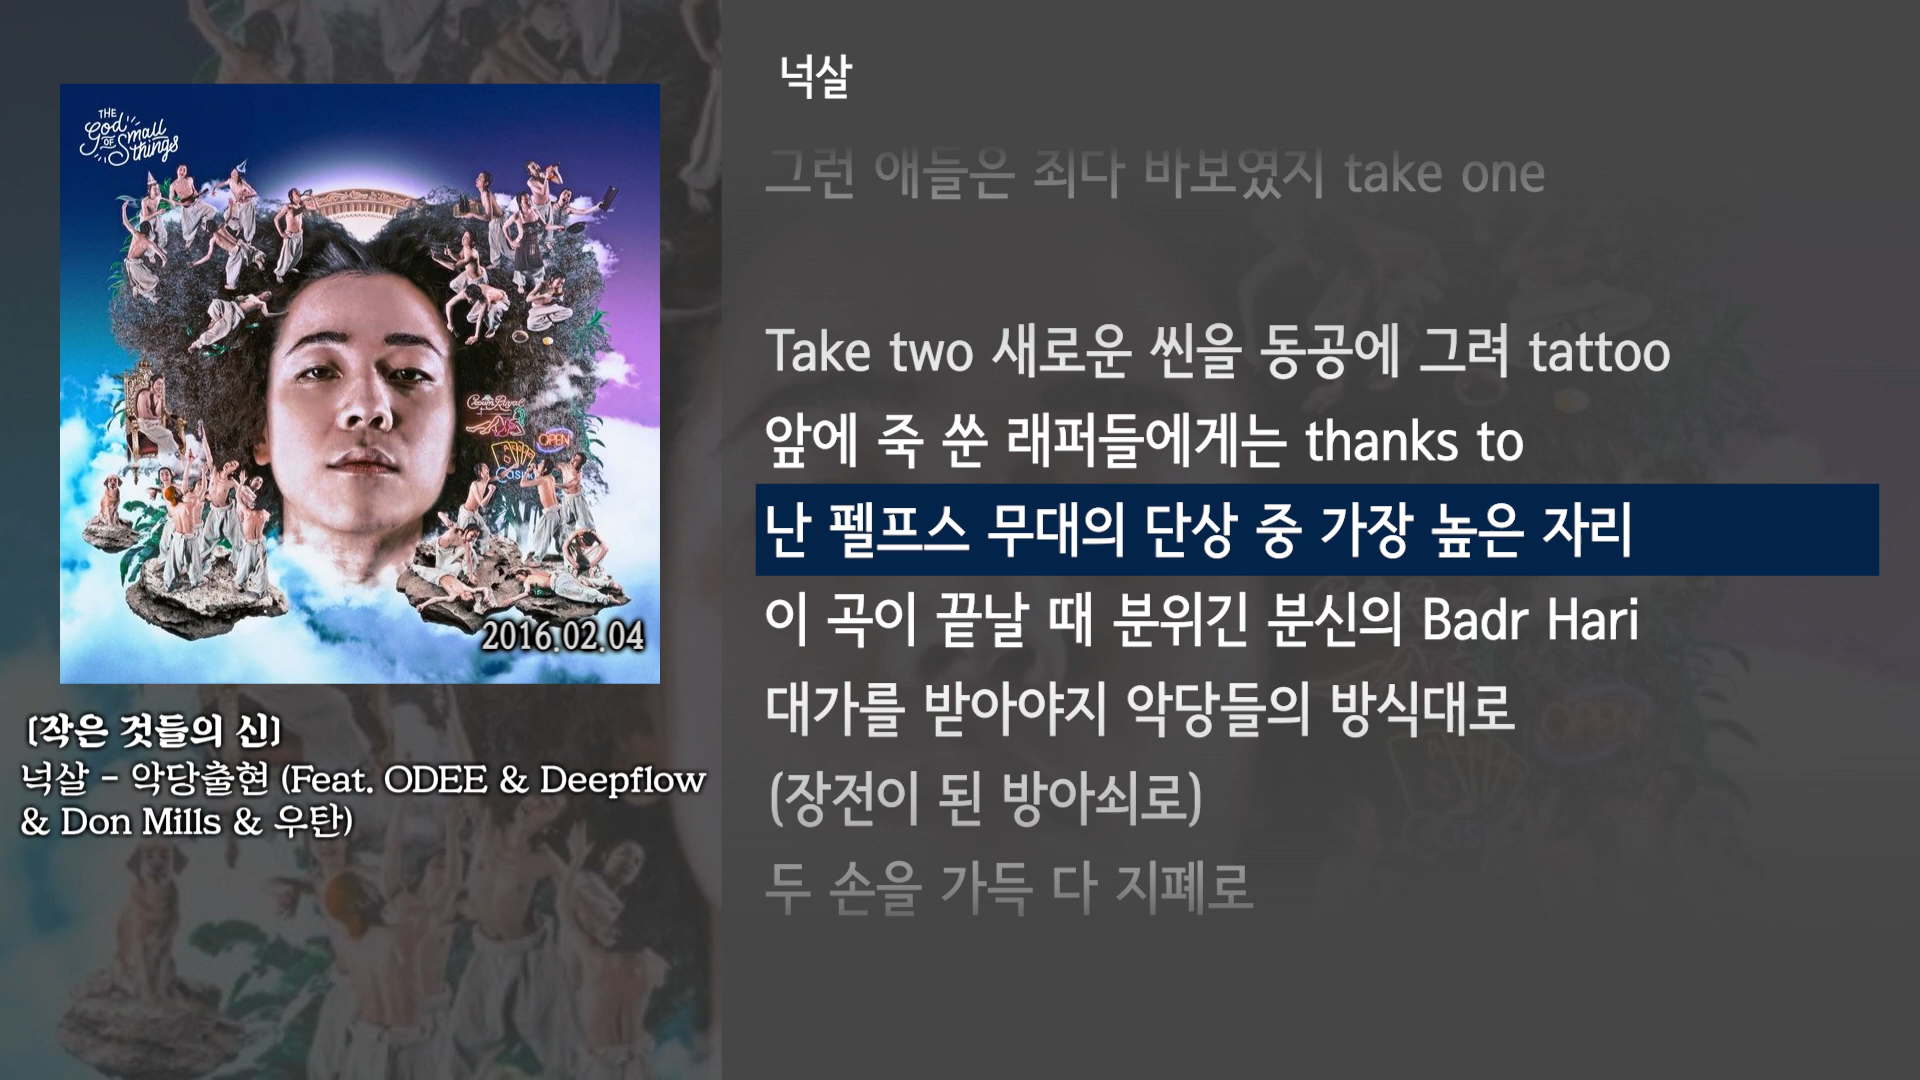 THE
God OF Small
things
Crown Royal
OPEN
Casino
2016.02.04
[작은 것들의 신]
넉살 - 악당출현 (Feat. ODEE & Deepflow
& Don Mills & 우탄)
넉살
그런 애들은 죄다 바보였지 take one
Take two 새로운 씬을 동공에 그려 tattoo
앞에 죽 쑨 래퍼들에게는 thanks to
난 펠프스 무대의 단상 중 가장 높은 자리
이 곡이 끝날 때 분위긴 분신의 Badr Hari
대가를 받아야지 악당들의 방식대로
(장전이 된 방아쇠로)
두 손을 가득 다 지폐로